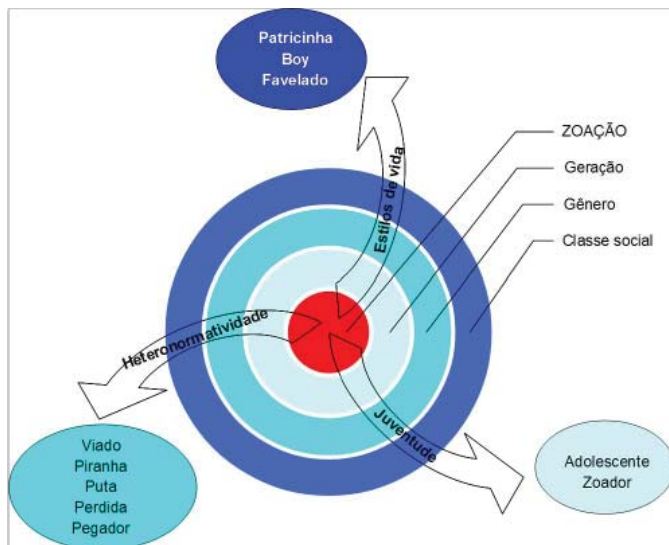 Patricinha
Boy
Favelado
Estilos de vida
ZOAÇÃO
Geração
Gênero
Classe social
Heteronormatividade
Juventude
Viado
Piranha
Puta
Perdida
Pegador
Adolescente
Zoador